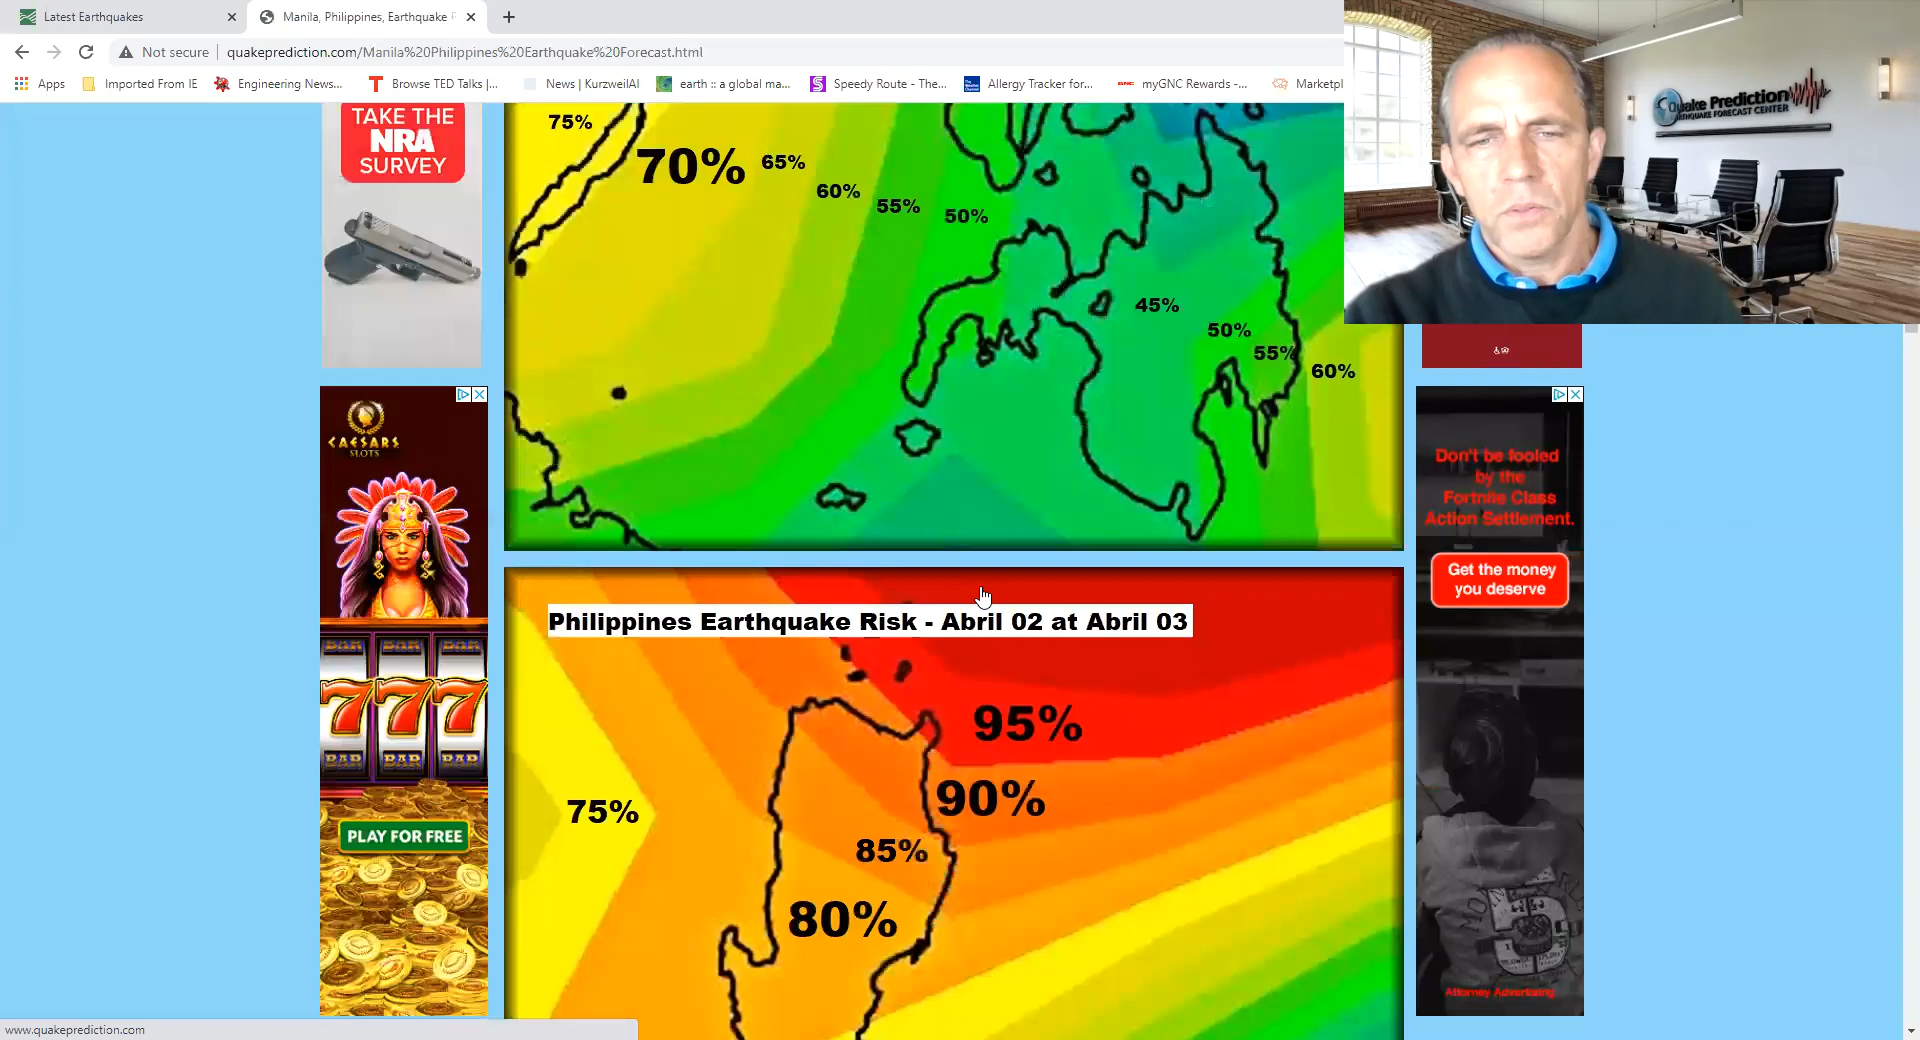 Latest Earthquakes
Manila, Philippines, Earthquake F
Not secure
quakeprediction.com/Manila%20Philippines%20Earthquake%20Forecast.html
Apps
Imported From IE
Engineering News...
Browse TED Talks |...
News | KurzweilAI
earth :: a global ma...
Speedy Route - The...
Allergy Tracker for...
myGNC Rewards -...
Marketpl
Quake Prediction
EARTHQUAKE FORECAST CENTER
TAKE THE
NRA
SURVEY
75%
70%
65%
60%
55%
50%
45%
50%
55%
60%
CAESARS
SLOTS
BAR BAR BAR
777
BAR BAR BAR
PLAY FOR FREE
Don't be fooled
by the
Fortnite Class
Action Settlement.
Get the money
you deserve
5
Attorney Advertising
Philippines Earthquake Risk - Abril 02 at Abril 03
95%
90%
75%
85%
80%
www.quakeprediction.com